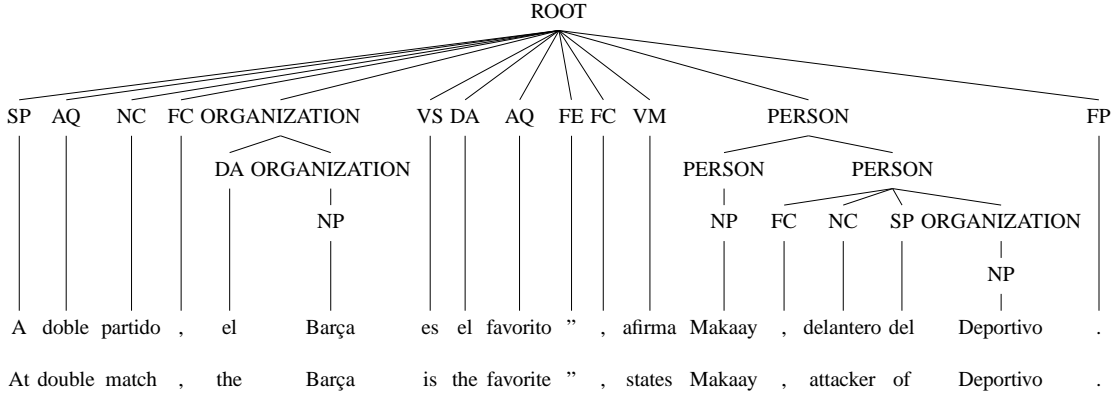 ROOT
SP AQ NC FC ORGANIZATION VS DA AQ FE FC VM PERSON FP
DA ORGANIZATION PERSON PERSON
NP NP FC NC SP ORGANIZATION
NP
A doble partido , el Barça es el favorito ” , afirma Makaay , delantero del Deportivo .
At double match , the Barça is the favorite ” , states Makaay , attacker of Deportivo .